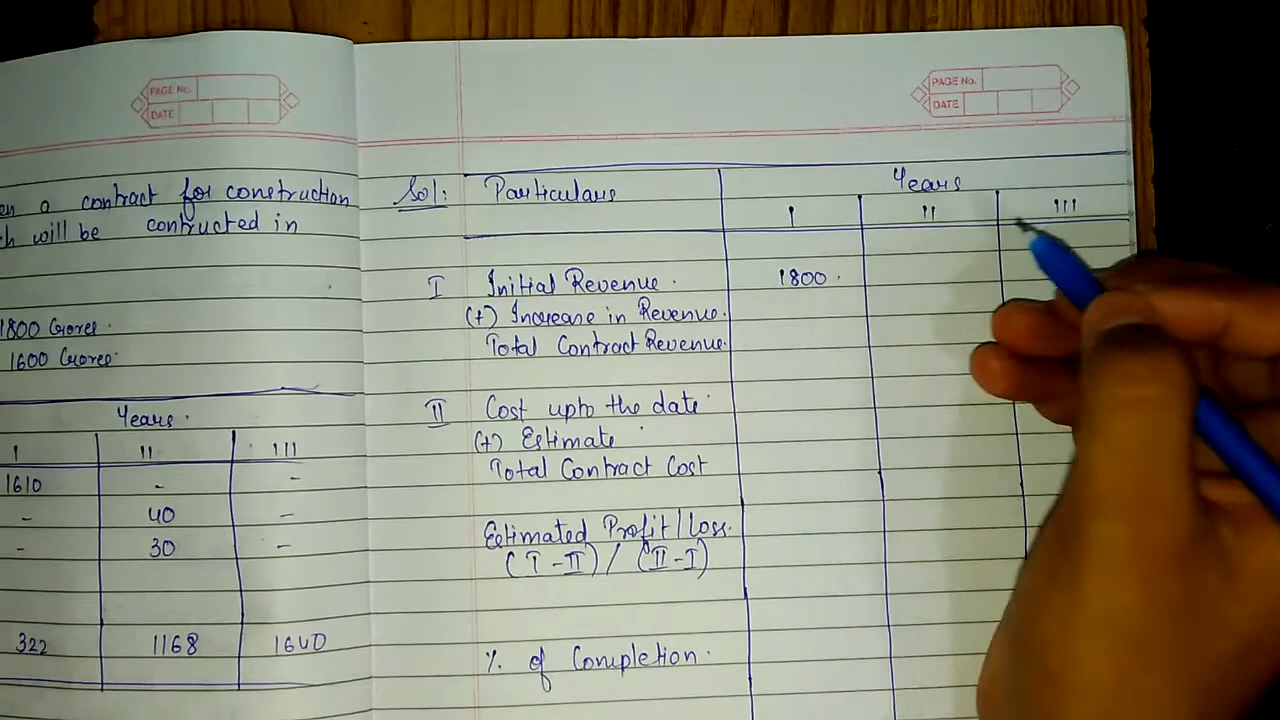 PAGE No.
DATE
a contract for construction
will be contructed in
1800 Crores.
1600 Crores.
Years.
I II III
1610 - -
- 40 -
- 30 -
322 1168 1640
PAGE No.
DATE
Sol: Particulars Years
I II III
I Initial Revenue. 1800.
(+) Increase in Revenue.
Total Contract Revenue.
II Cost upto the date
(+) Estimate
Total Contract Cost
Estimated Profit/Loss.
(I-II)/(II-I)
% of Completion.